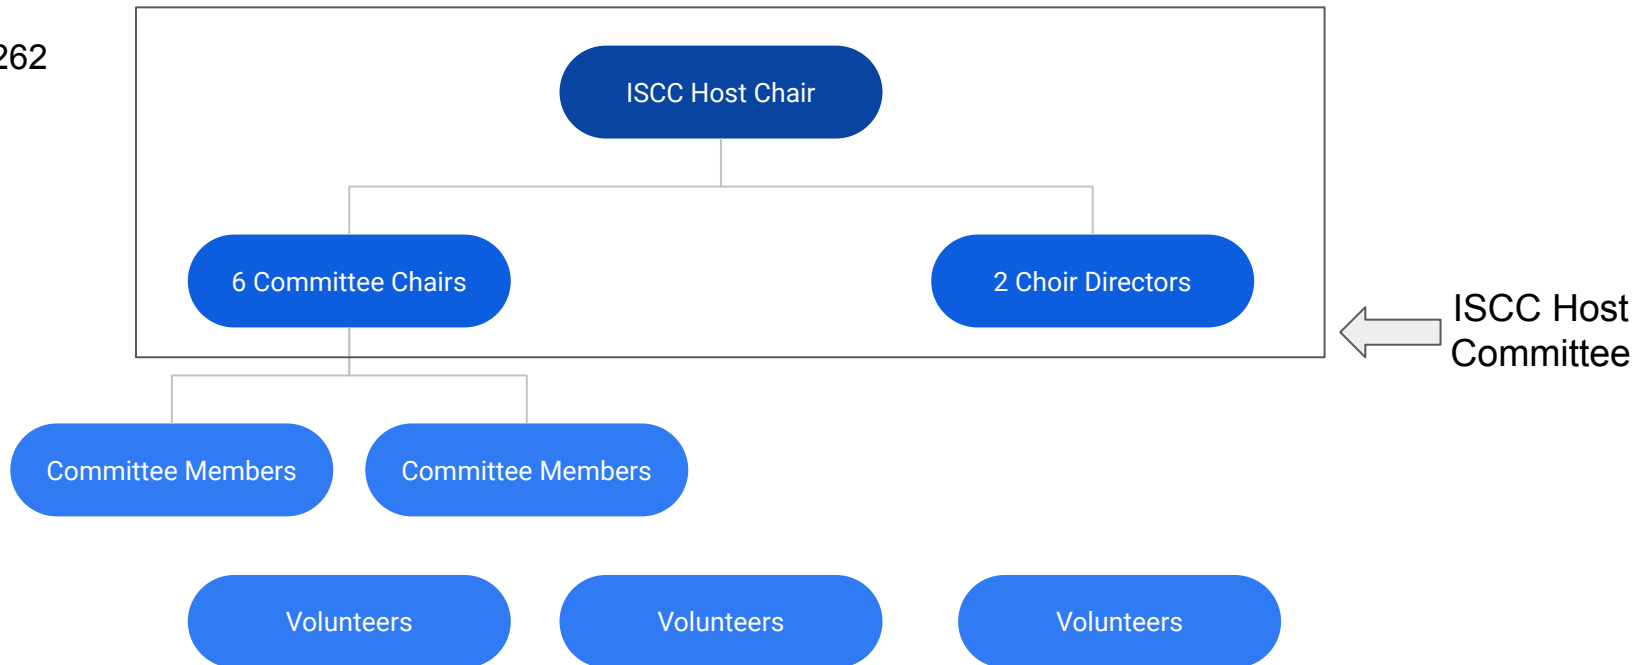 262
ISCC Host Chair
6 Committee Chairs
2 Choir Directors
ISCC Host
Committee
Committee Members
Committee Members
Volunteers
Volunteers
Volunteers